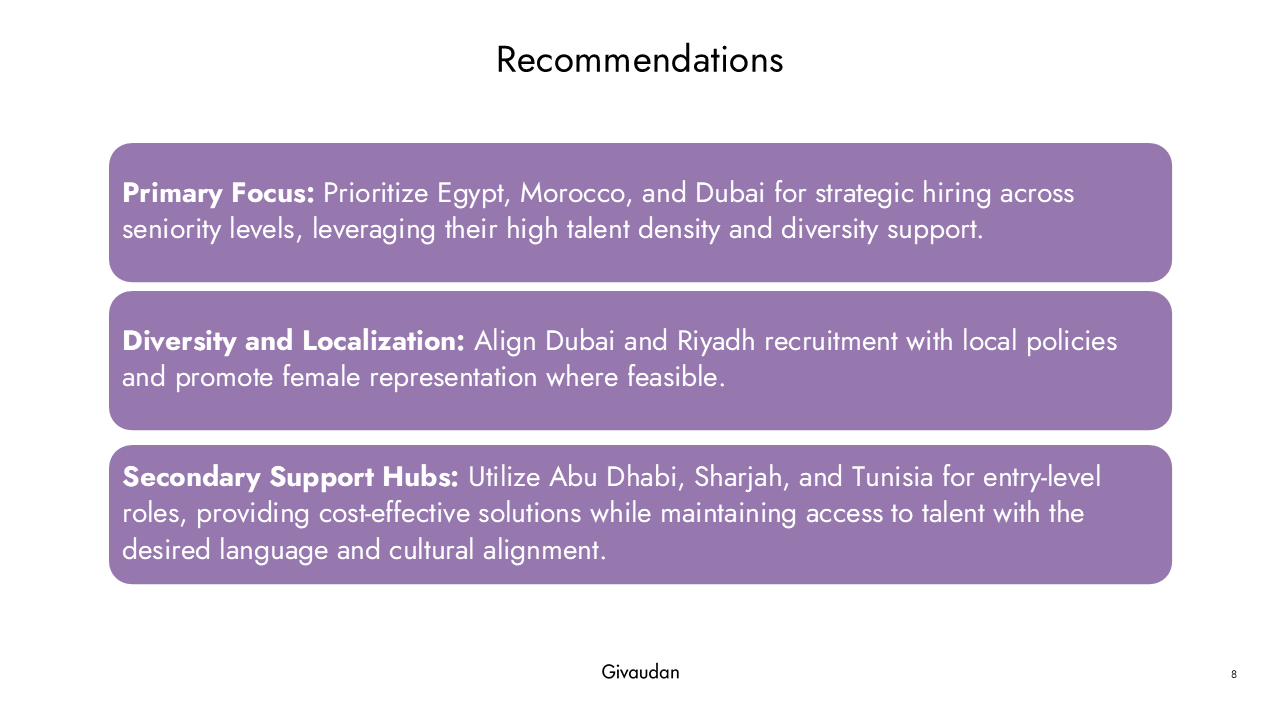 Recommendations
Primary Focus: Prioritize Egypt, Morocco, and Dubai for strategic hiring across
seniority levels, leveraging their high talent density and diversity support.
Diversity and Localization: Align Dubai and Riyadh recruitment with local policies
and promote female representation where feasible.
Secondary Support Hubs: Utilize Abu Dhabi, Sharjah, and Tunisia for entry-level
roles, providing cost-effective solutions while maintaining access to talent with the
desired language and cultural alignment.
Givaudan
8